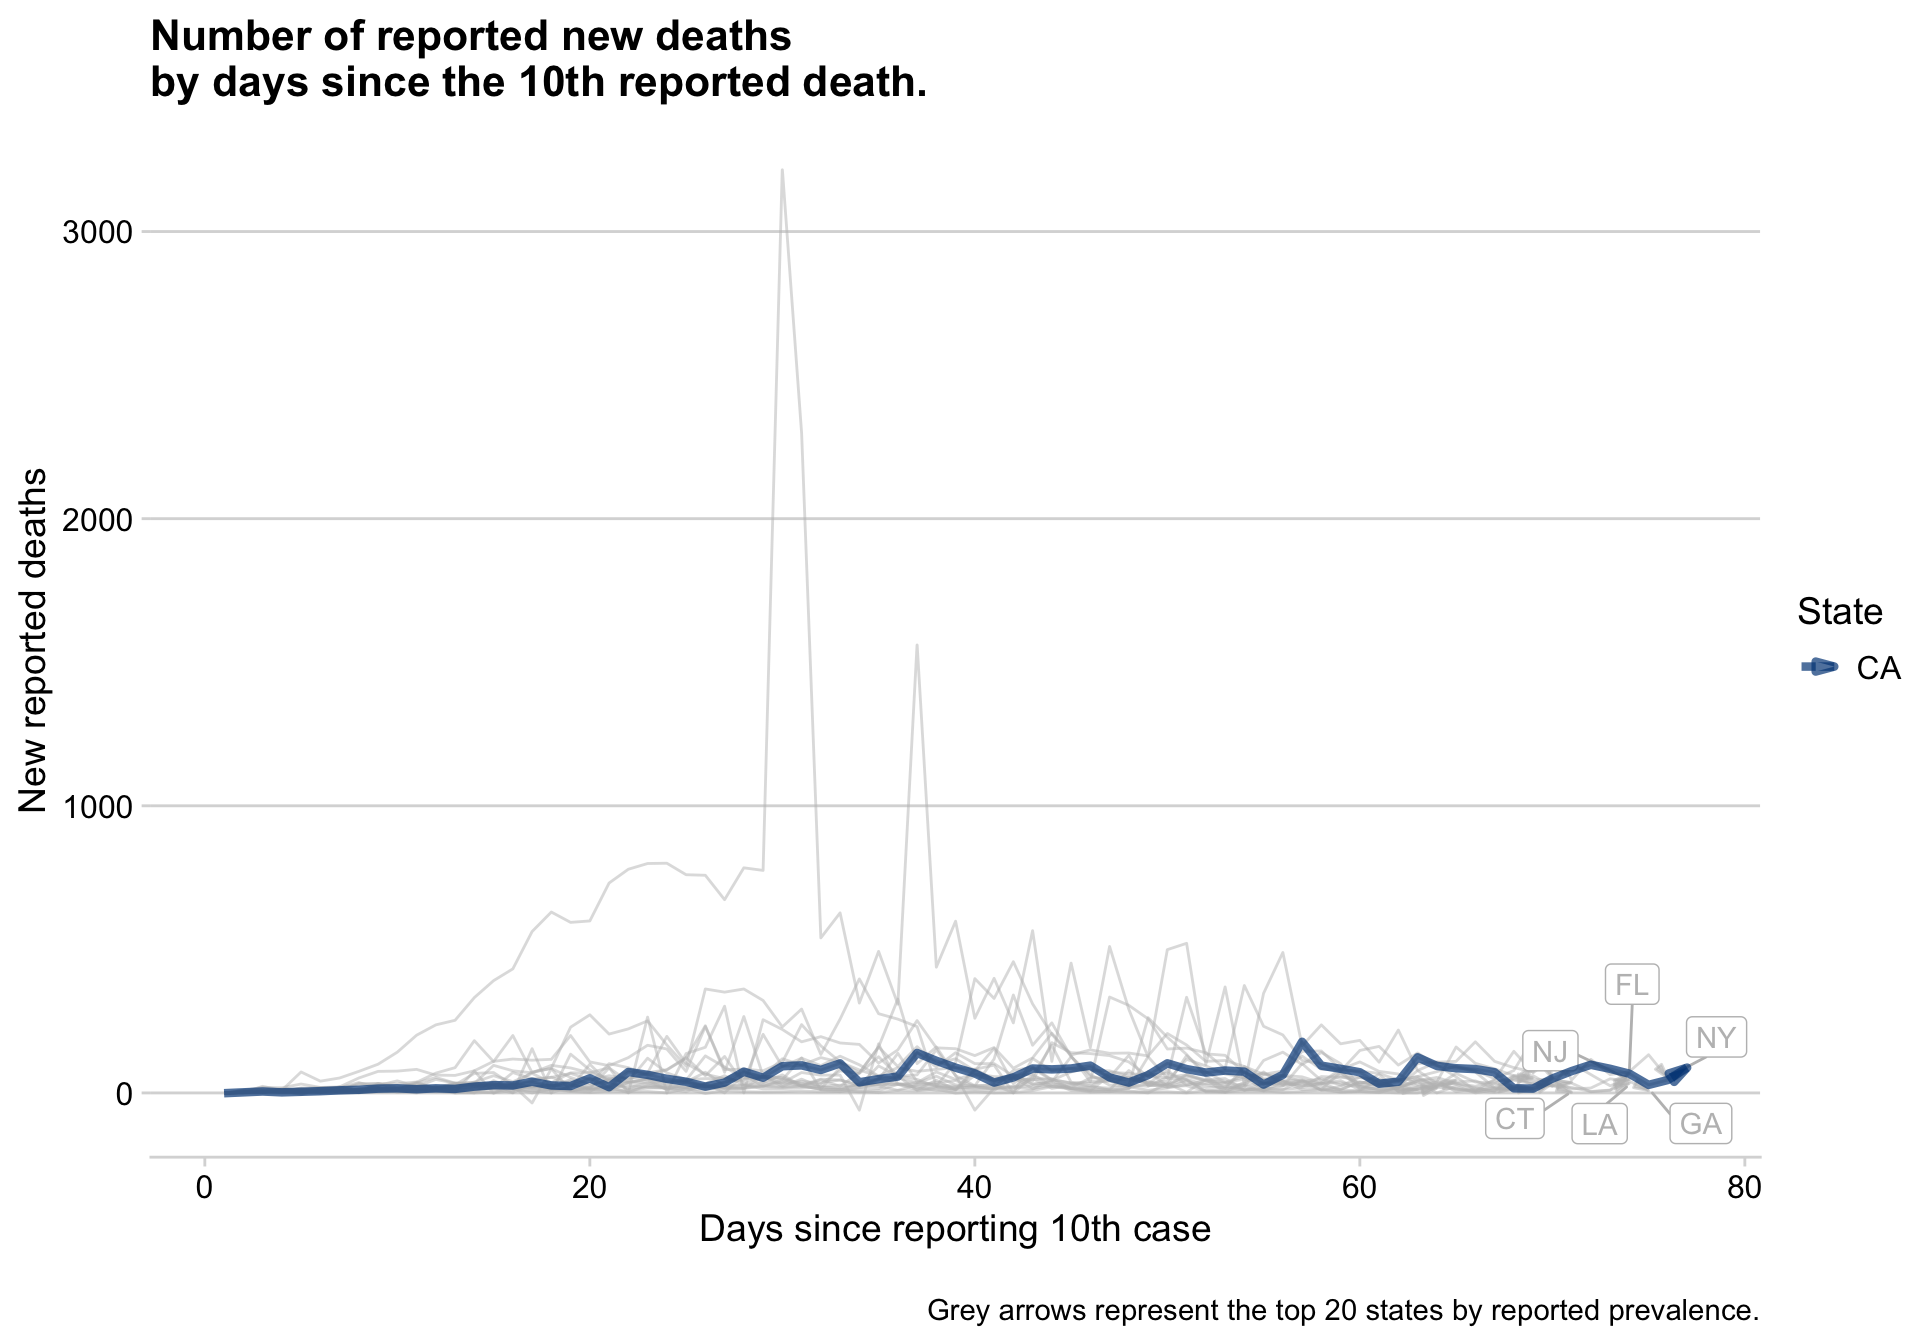 Number of reported new deaths
by days since the 10th reported death.
New reported deaths
3000
2000
1000
0
FL
NJ
NY
CT
LA
GA
0
20
40
60
80
Days since reporting 10th case
State
CA
Grey arrows represent the top 20 states by reported prevalence.